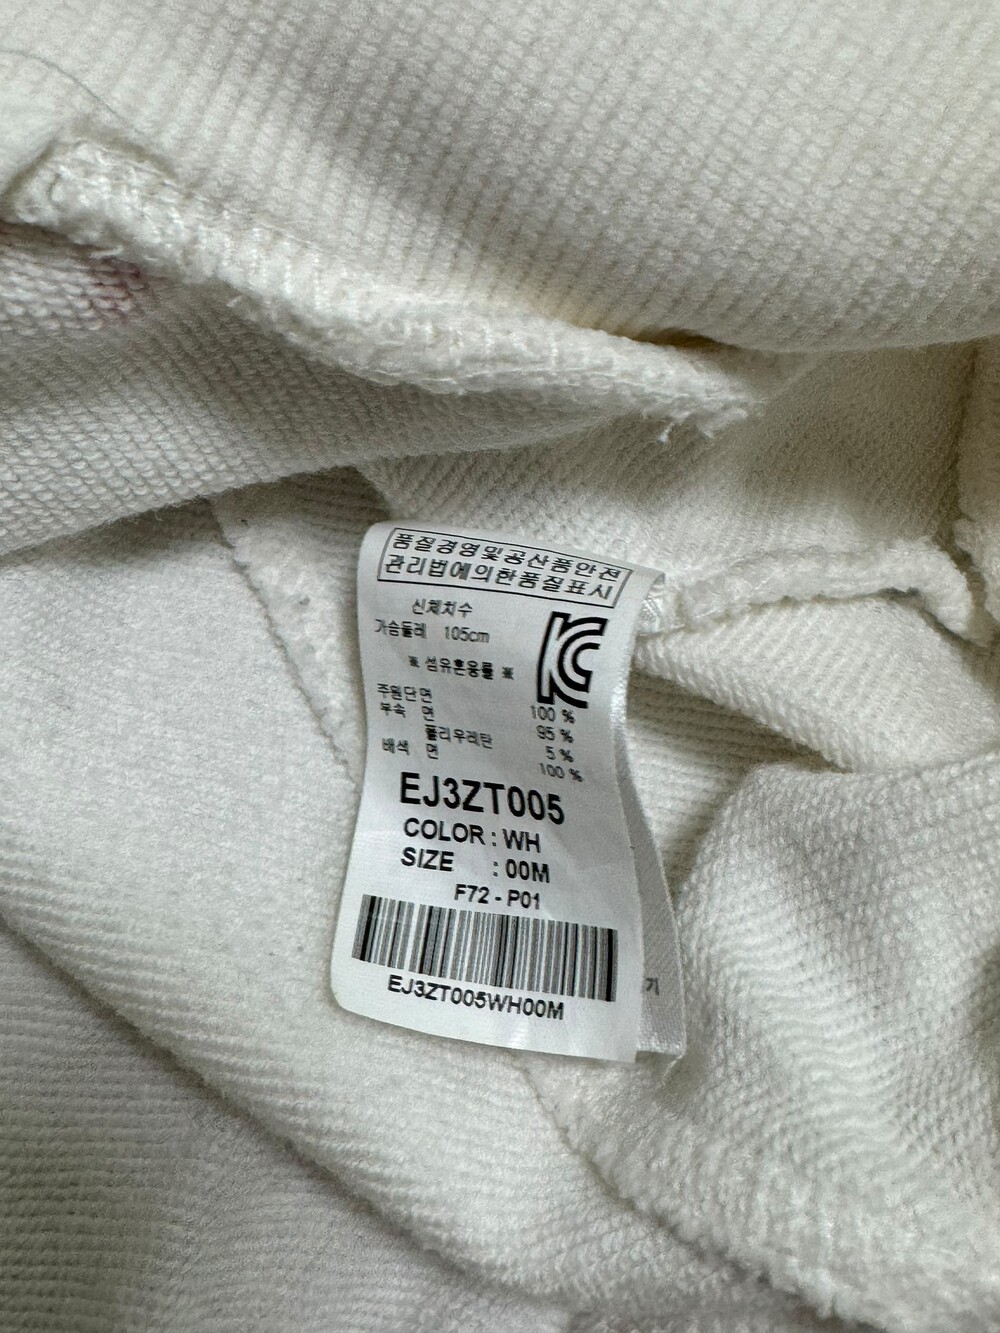 품질경영및공산품안전
관리법에의한품질표시
신체치수
가슴둘레 105cm
※ 섬유혼용률 ※
주원단면 100 %
부속 면 95 %
폴리우레탄 5 %
배색 면 100 %
EJ3ZT005
COLOR : WH
SIZE : 00M
F72 - P01
EJ3ZT005WH00M
기